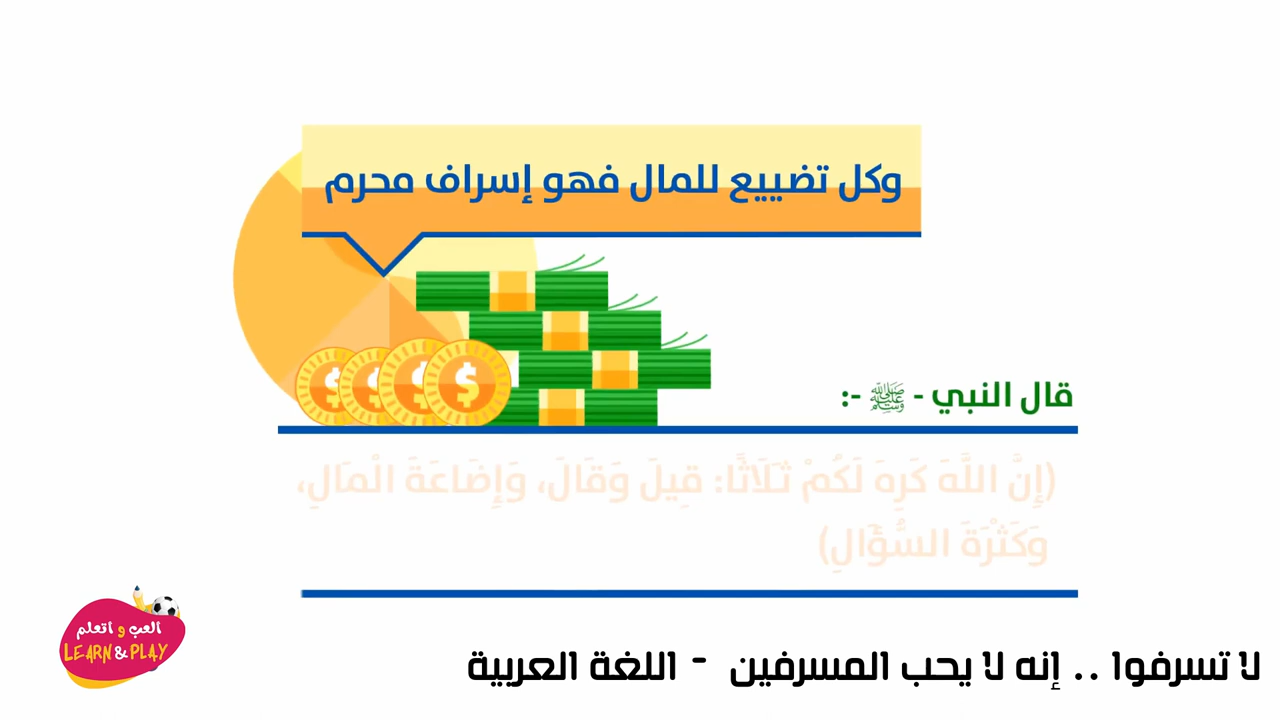 وكل تضييع للمال فهو إسراف محرم
قال النبي - ﷺ -:
(إِنَّ اللَّهَ كَرِهَ لَكُمْ ثَلَاثًا: قِيلَ وَقَالَ، وَإِضَاعَةَ الْمَالِ،
وَكَثْرَةَ السُّؤَالِ)
العب و اتعلم
LEARN & PLAY
لا تسرفوا .. إنه لا يحب المسرفين - اللغة العربية